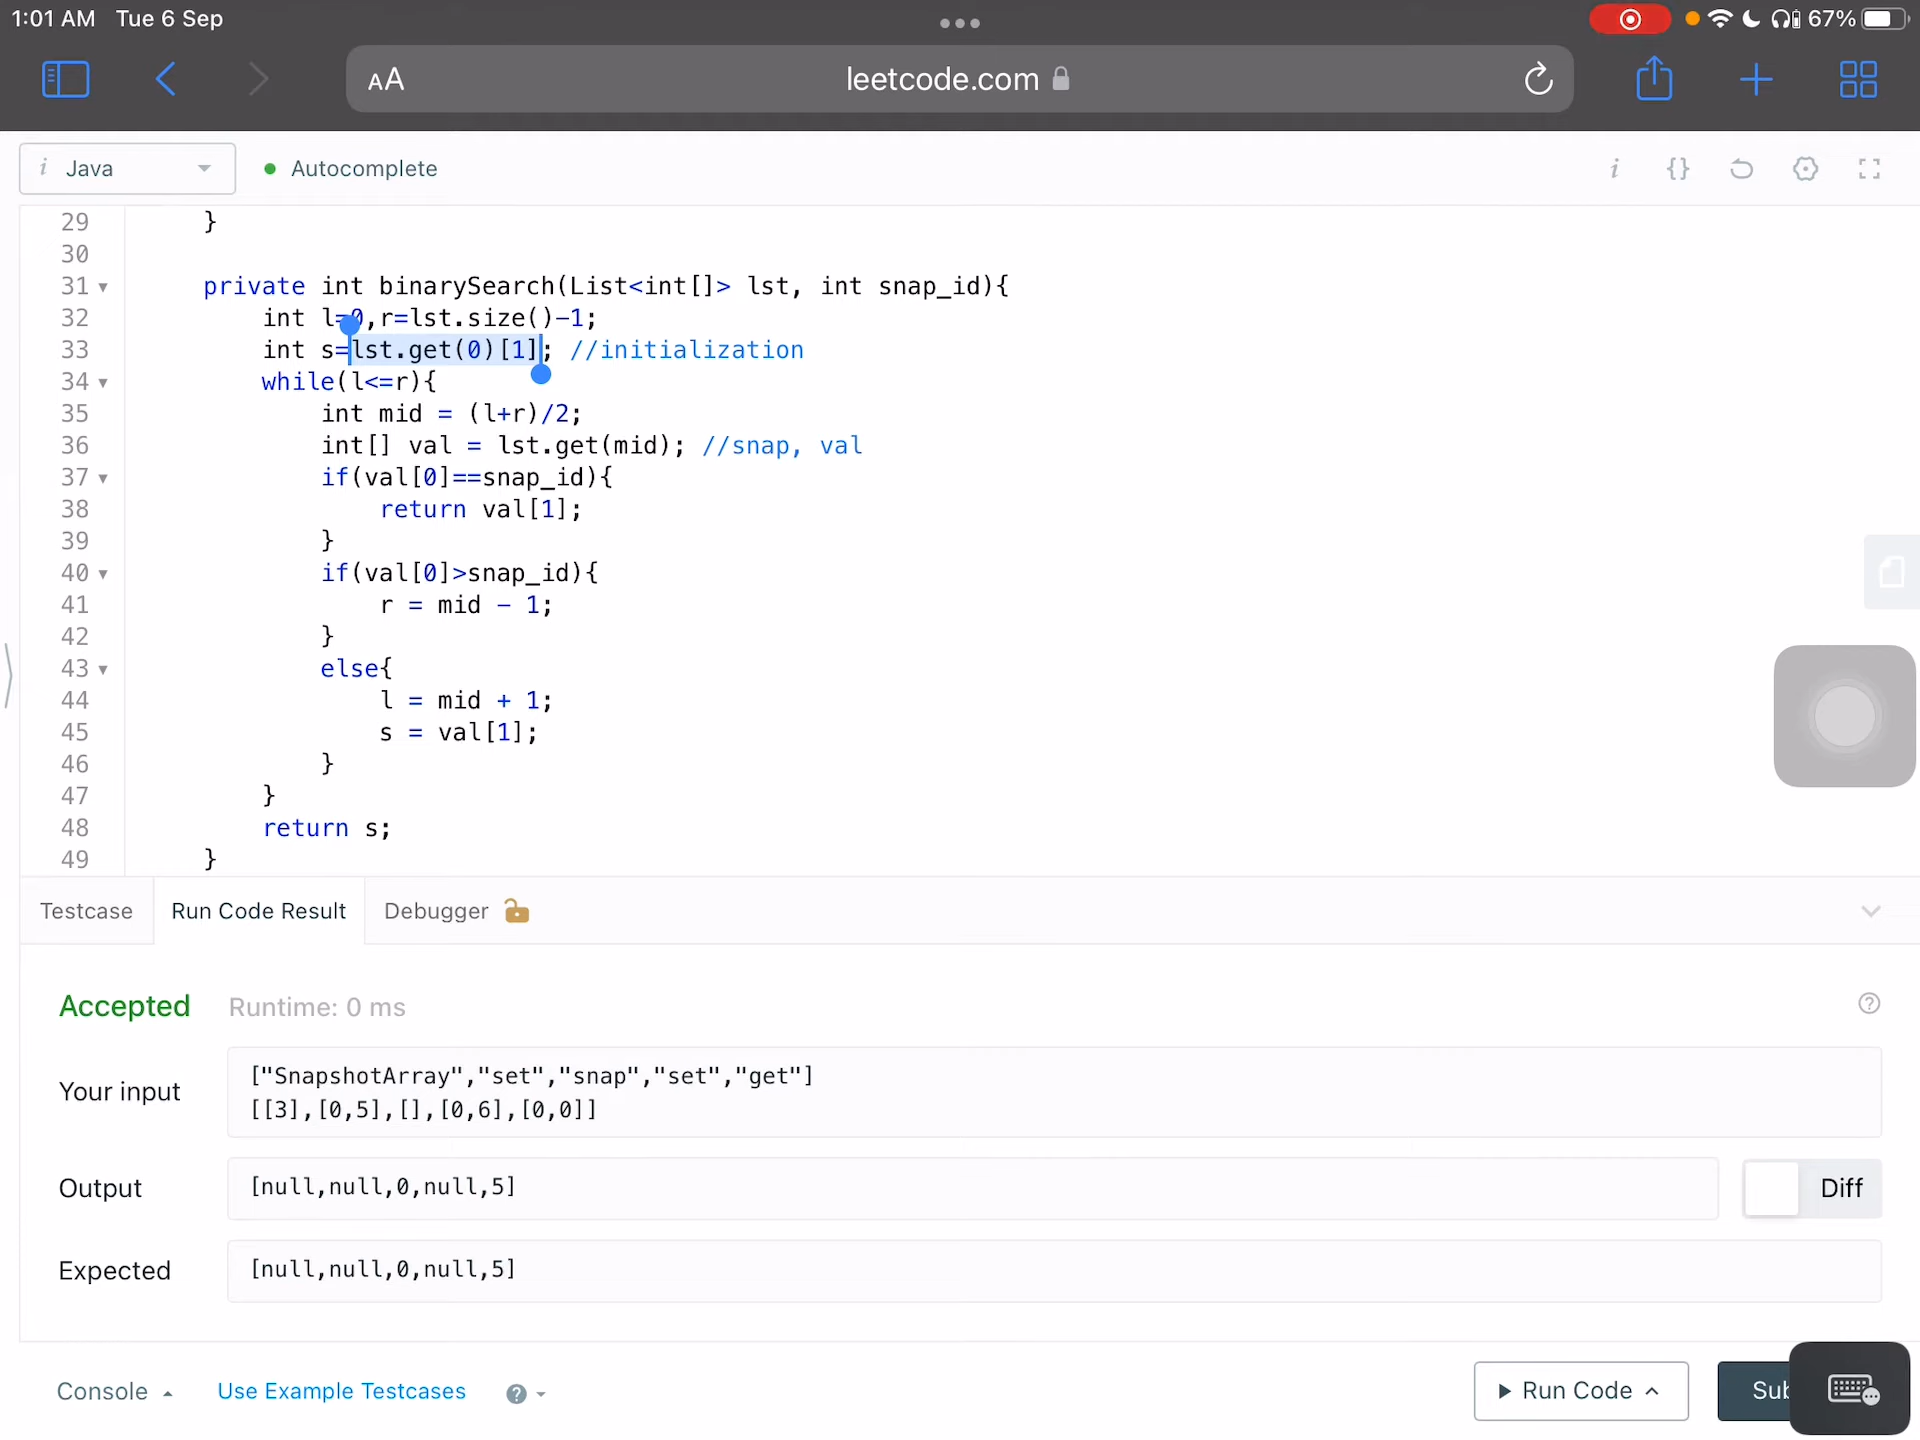 1:01 AM Tue 6 Sep
67%
AA leetcode.com
i Java
Autocomplete
i {}
29 }
30
31 private int binarySearch(List<int[]> lst, int snap_id){
32 int l=0,r=lst.size()-1;
33 int s=lst.get(0)[1]; //initialization
34 while(l<=r){
35 int mid = (l+r)/2;
36 int[] val = lst.get(mid); //snap, val
37 if(val[0]==snap_id){
38 return val[1];
39 }
40 if(val[0]>snap_id){
41 r = mid - 1;
42 }
43 else{
44 l = mid + 1;
45 s = val[1];
46 }
47 }
48 return s;
49 }
Testcase Run Code Result Debugger
Accepted Runtime: 0 ms
?
Your input
["SnapshotArray","set","snap","set","get"]
[[3],[0,5],[],[0,6],[0,0]]
Output
[null,null,0,null,5]
Diff
Expected
[null,null,0,null,5]
Console Use Example Testcases ?
Run Code
Sub